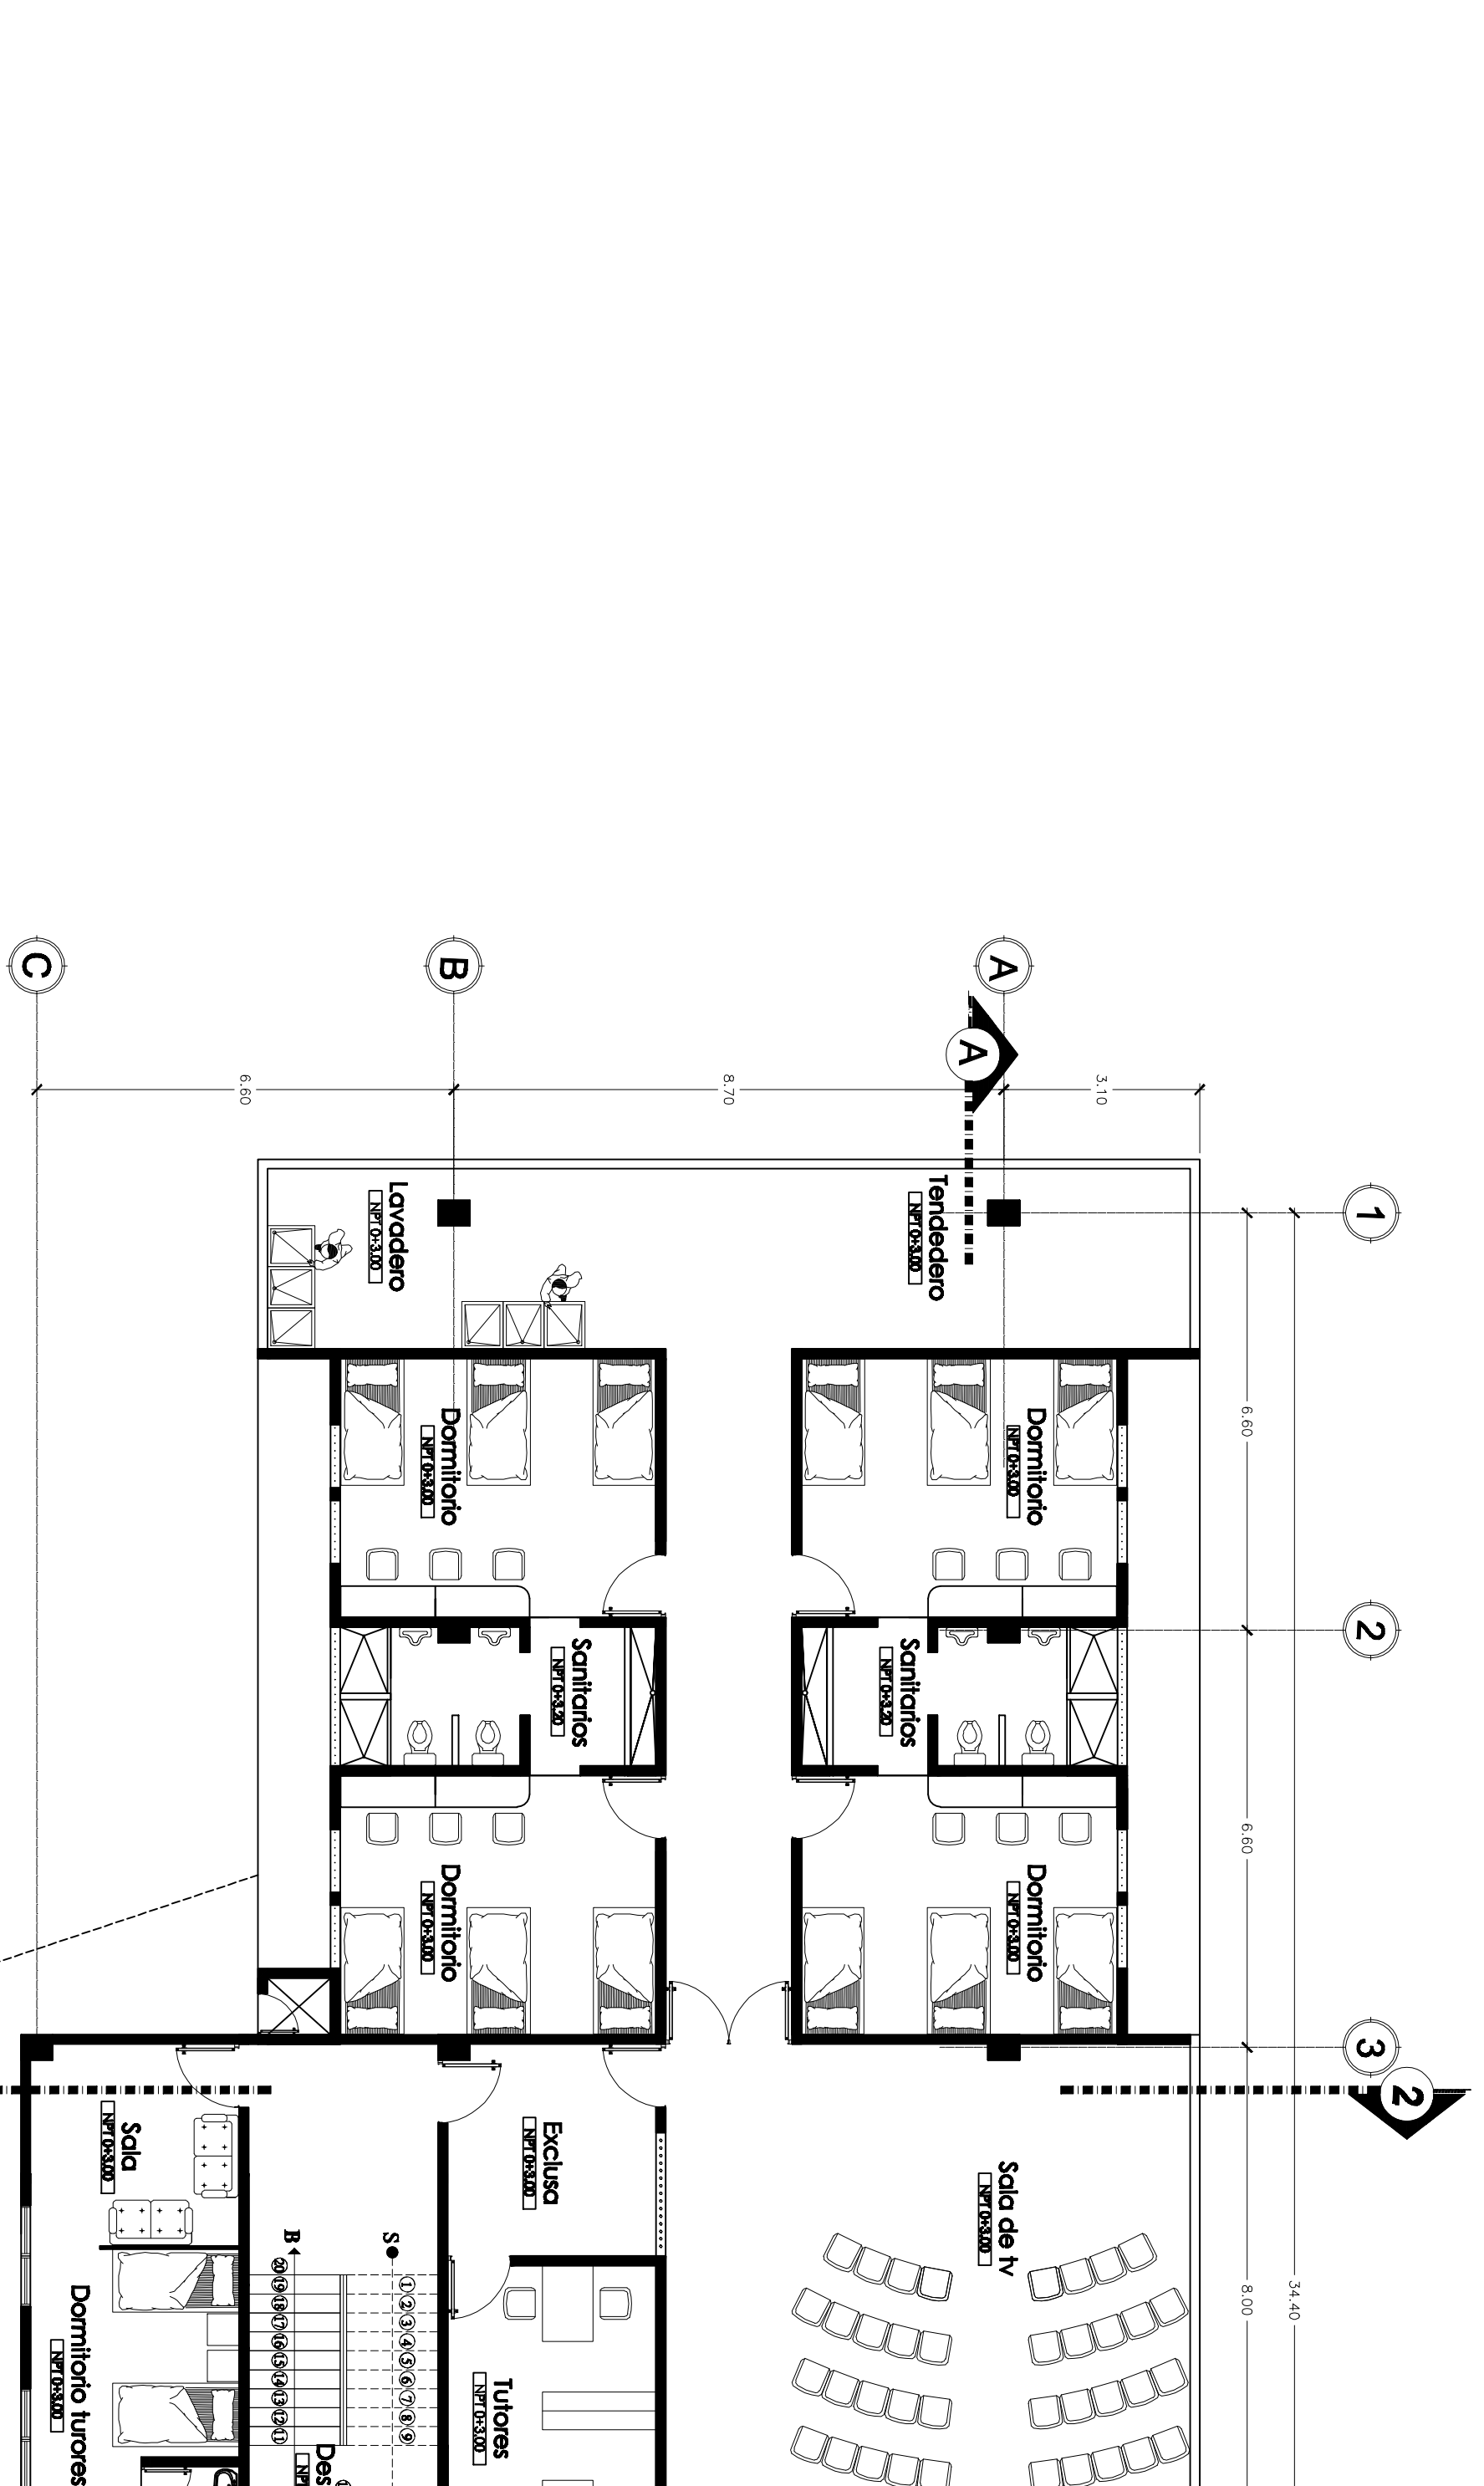 1
2
3
2
34.40
6.60
6.60
8.00
A
B
C
A
3.10
8.70
6.60
Tendedero
NPT 0+3.00
Lavadero
NPT 0+3.00
Dormitorio
NPT 0+3.00
Dormitorio
NPT 0+3.00
Sanitarios
NPT 0+3.20
Sanitarios
NPT 0+3.20
Dormitorio
NPT 0+3.00
Dormitorio
NPT 0+3.00
Sala de tv
NPT 0+3.00
Exclusa
NPT 0+3.00
Tutores
NPT 0+3.00
Sala
NPT 0+3.00
Dormitorio turores
NPT 0+3.00
S
1 2 3 4 5 6 7 8 9
B
20 19 18 17 16 15 14 13 12 11
Des